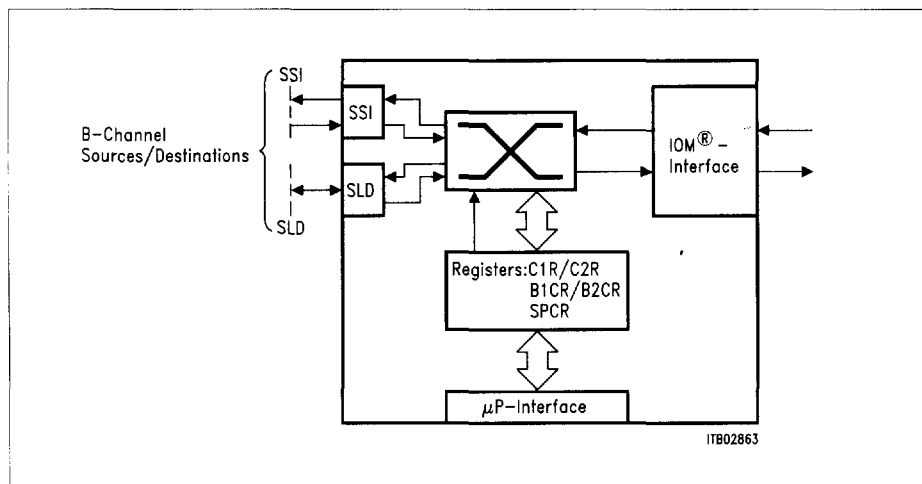 SSI
SSI
B-Channel
Sources/Destinations
SLD
SLD
IOM® -
Interface
Registers:C1R/C2R
B1CR/B2CR
SPCR
µP-Interface
ITB02863